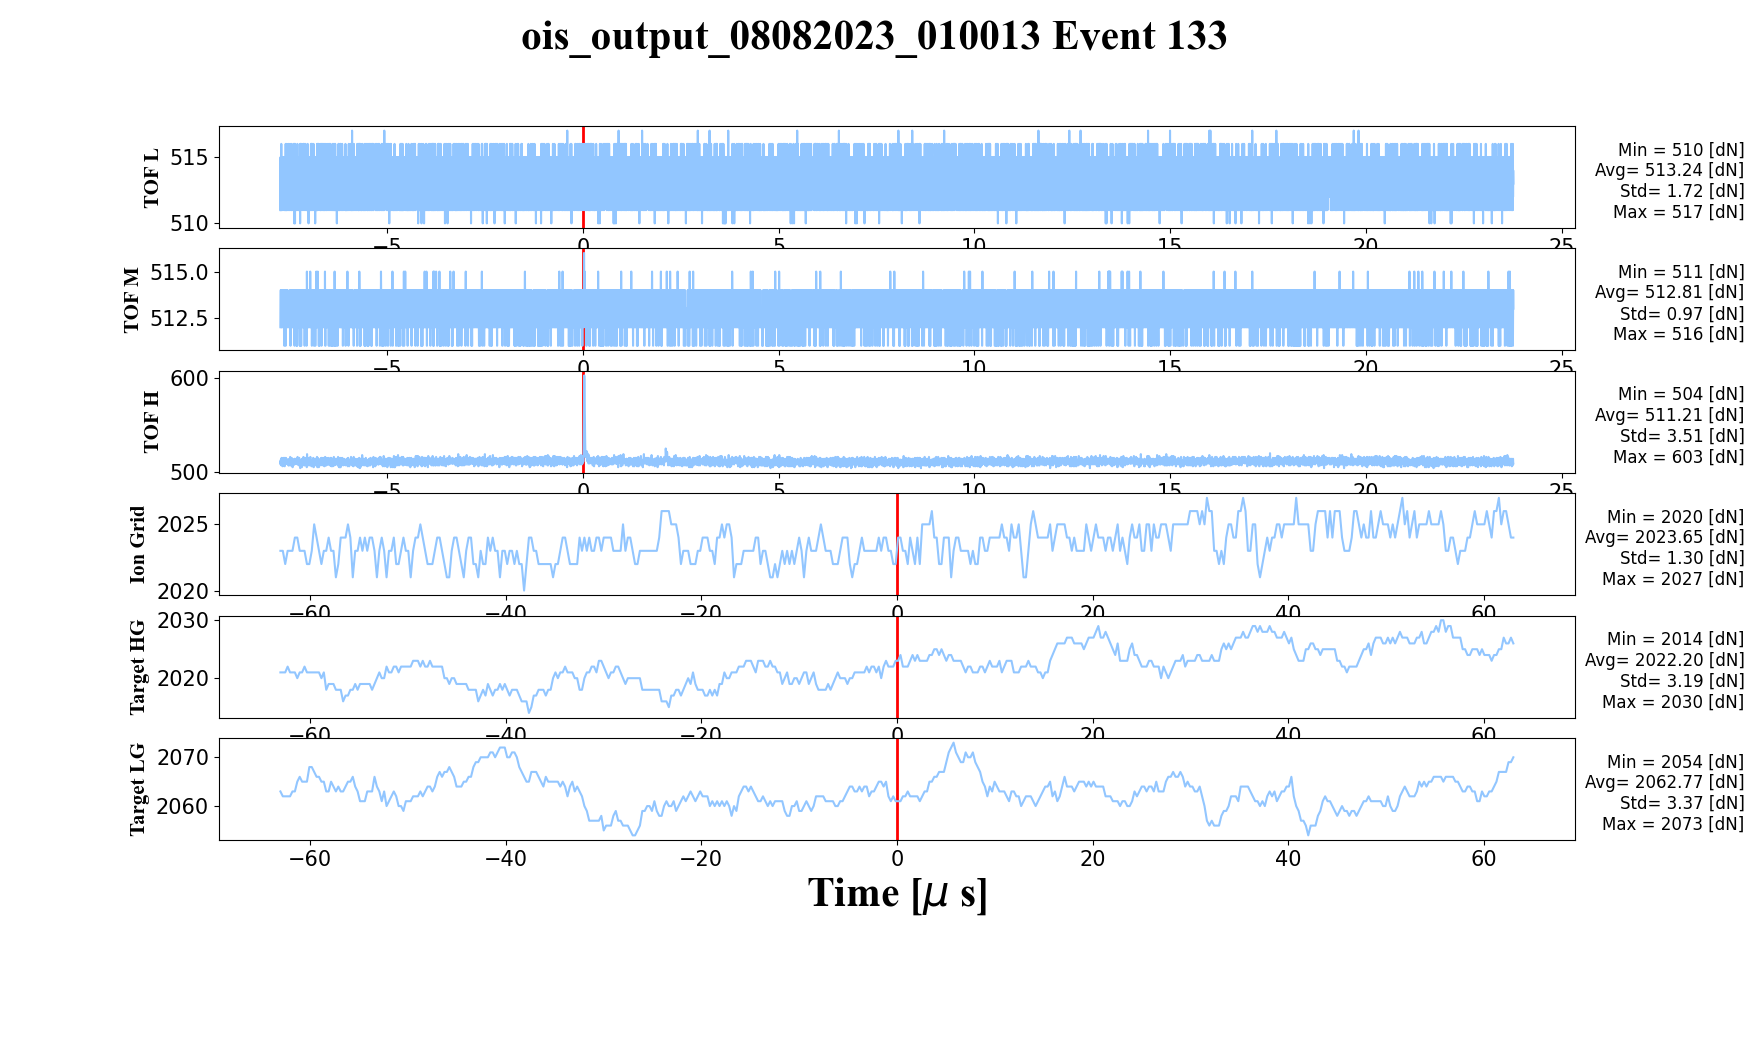 ois_output_08082023_010013 Event 133
TOF L
515
510
−5 0 5 10 15 20 25
Min = 510 [dN]
Avg= 513.24 [dN]
Std= 1.72 [dN]
Max = 517 [dN]
TOF M
515.0
512.5
−5 0 5 10 15 20 25
Min = 511 [dN]
Avg= 512.81 [dN]
Std= 0.97 [dN]
Max = 516 [dN]
TOF H
600
500
−5 0 5 10 15 20 25
Min = 504 [dN]
Avg= 511.21 [dN]
Std= 3.51 [dN]
Max = 603 [dN]
Ion Grid
2025
2020
−60 −40 −20 0 20 40 60
Min = 2020 [dN]
Avg= 2023.65 [dN]
Std= 1.30 [dN]
Max = 2027 [dN]
Target HG
2030
2020
−60 −40 −20 0 20 40 60
Min = 2014 [dN]
Avg= 2022.20 [dN]
Std= 3.19 [dN]
Max = 2030 [dN]
Target LG
2070
2060
−60 −40 −20 0 20 40 60
Min = 2054 [dN]
Avg= 2062.77 [dN]
Std= 3.37 [dN]
Max = 2073 [dN]
Time [μ s]